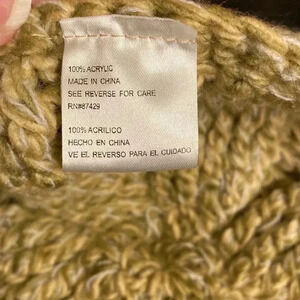 100% ACRYLIC
MADE IN CHINA
SEE REVERSE FOR CARE
RN#87429
100% ACRILICO
HECHO EN CHINA
VE EL REVERSO PARA EL CUIDADO